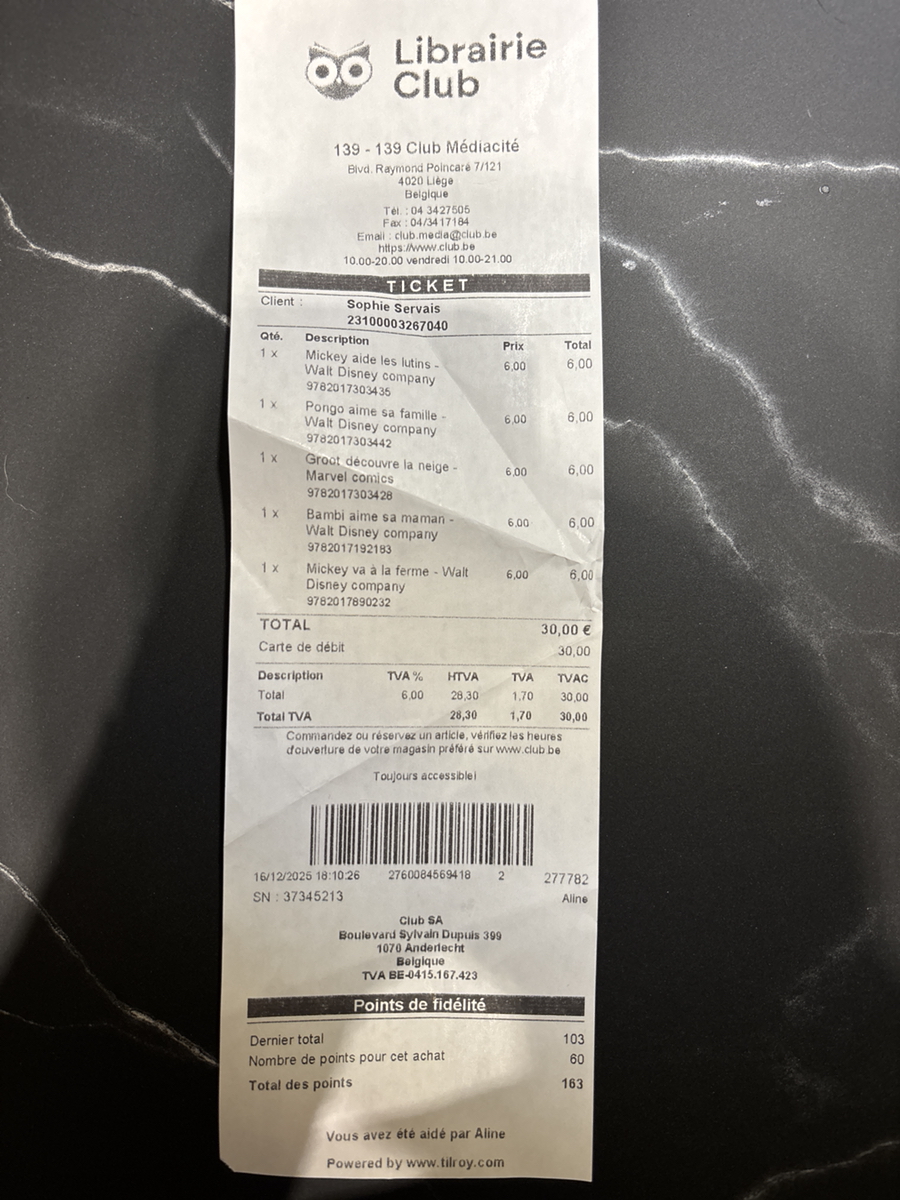 Librairie
Club
139 - 139 Club Médiacité
Blvd. Raymond Poincaré 7/121
4020 Liège
Belgique
Tél. : 04 3427605
Fax : 04/3417184
Email : club.media@club.be
https://www.club.be
10.00-20.00 vendredi 10.00-21.00
TICKET
Client : Sophie Servais
23100003267040
Qté. Description Prix Total
1 x Mickey aide les lutins - 6,00 6,00
Walt Disney company
9782017303435
1 x Pongo aime sa famille - 6,00 6,00
Walt Disney company
9782017303442
1 x Groot découvre la neige - 6,00 6,00
Marvel comics
9782017303428
1 x Bambi aime sa maman - 6,00 6,00
Walt Disney company
9782017192183
1 x Mickey va à la ferme - Walt 6,00 6,00
Disney company
9782017890232
TOTAL 30,00 €
Carte de débit 30,00
Description TVA % HTVA TVA TVAC
Total 6,00 28,30 1,70 30,00
Total TVA 28,30 1,70 30,00
Commandez ou réservez un article, vérifiez les heures
d'ouverture de votre magasin préféré sur www.club.be
Toujours accessible!
16/12/2025 18:10:26 2760084569418 2 277782
SN : 37345213 Aline
Club SA
Boulevard Sylvain Dupuis 399
1070 Anderlecht
Belgique
TVA BE-0415.167.423
Points de fidélité
Dernier total 103
Nombre de points pour cet achat 60
Total des points 163
Vous avez été aidé par Aline
Powered by www.tilroy.com